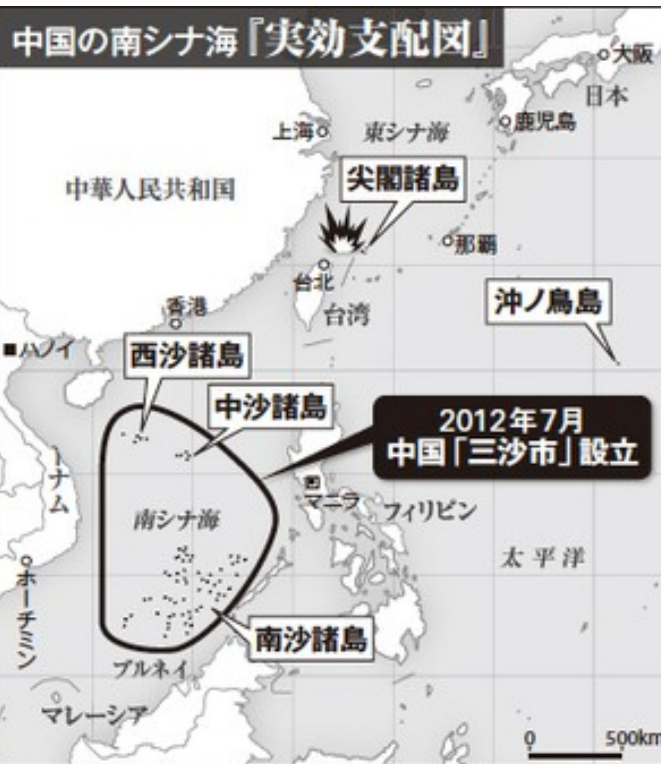 中国の南シナ海『実効支配図』
大阪
日本
鹿児島
上海
東シナ海
中華人民共和国
尖閣諸島
那覇
台北
台湾
沖ノ鳥島
香港
ハノイ
西沙諸島
中沙諸島
2012年7月
中国「三沙市」設立
ーナム
マニラ
フィリピン
南シナ海
太平洋
ホーチミン
南沙諸島
ブルネイ
マレーシア
0 500km